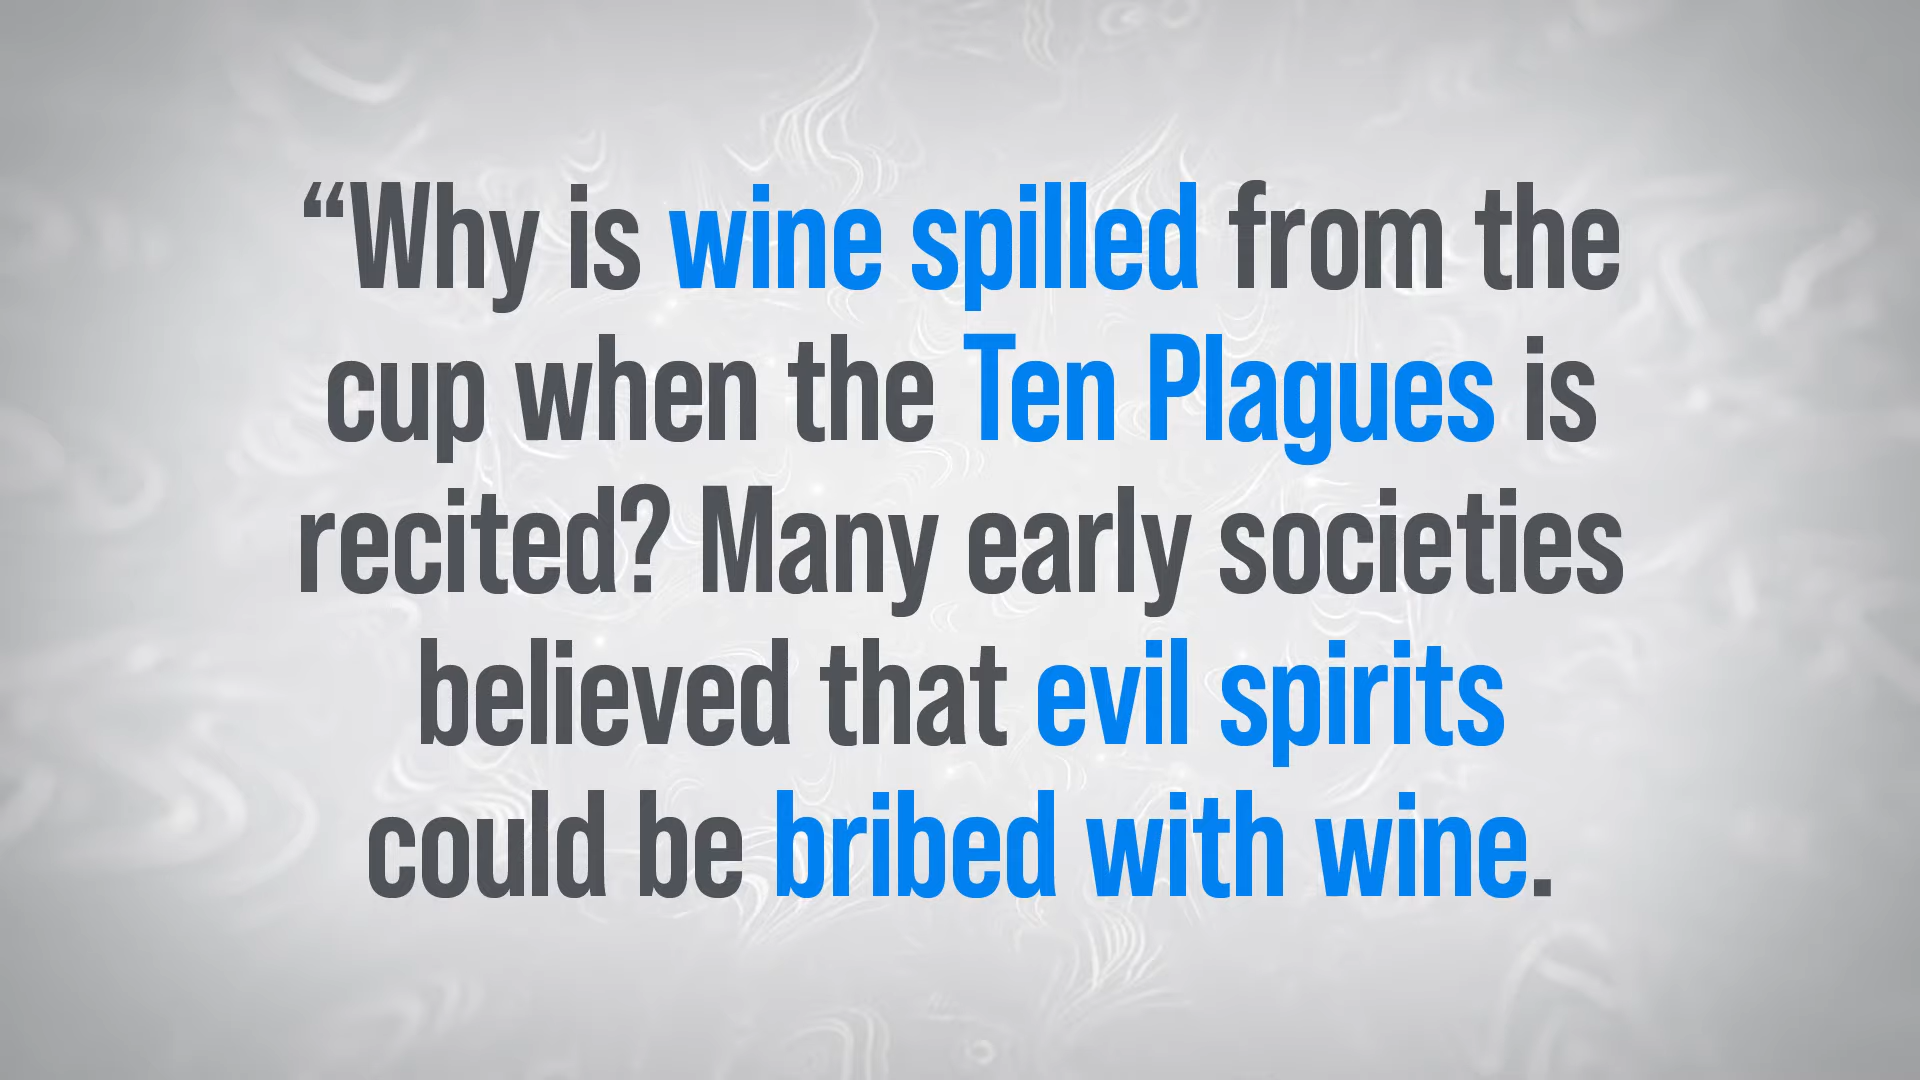 “Why is wine spilled from the
cup when the Ten Plagues is
recited? Many early societies
believed that evil spirits
could be bribed with wine.